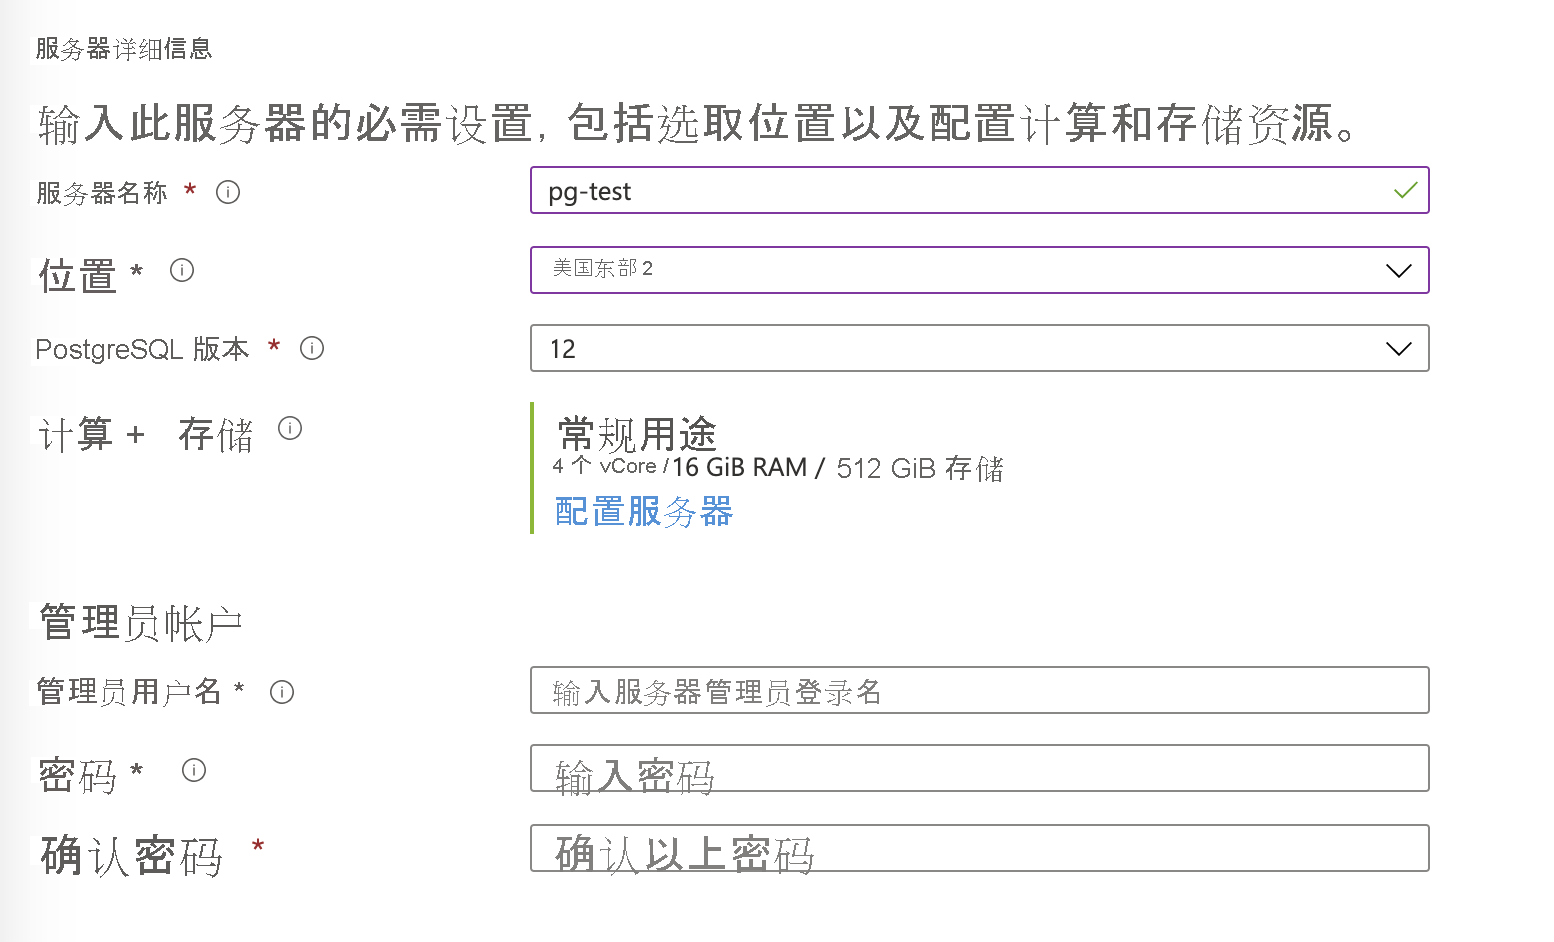 服务器详细信息
输入此服务器的必需设置, 包括选取位置以及配置计算和存储资源。
服务器名称 * pg-test
位置 * 美国东部 2
PostgreSQL 版本 * 12
计算 + 存储 常规用途
4 个 vCore / 16 GiB RAM / 512 GiB 存储
配置服务器
管理员帐户
管理员用户名 * 输入服务器管理员登录名
密码 * 输入密码
确认密码 * 确认以上密码